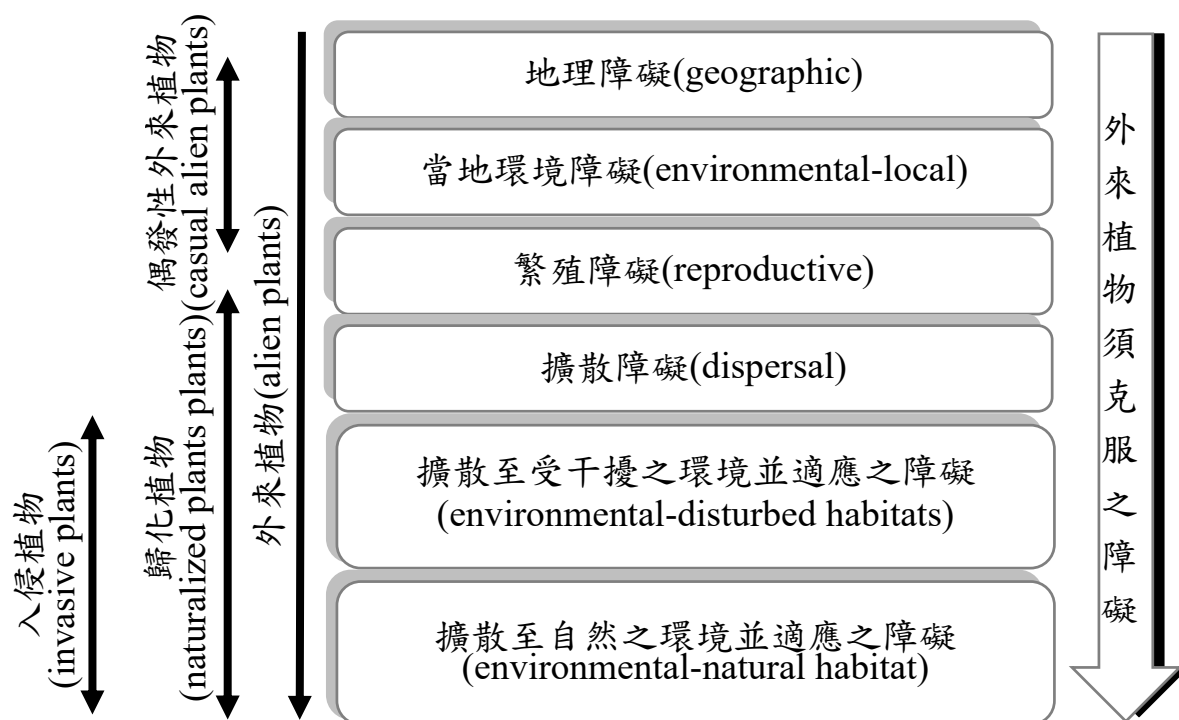 地理障礙(geographic)
當地環境障礙(environmental-local)
繁殖障礙(reproductive)
擴散障礙(dispersal)
擴散至受干擾之環境並適應之障礙
(environmental-disturbed habitats)
擴散至自然之環境並適應之障礙
(environmental-natural habitat)
外來植物須克服之障礙
外來植物(alien plants)
偶發性外來植物
(casual alien plants)
歸化植物
(naturalized plants plants)
入侵植物
(invasive plants)